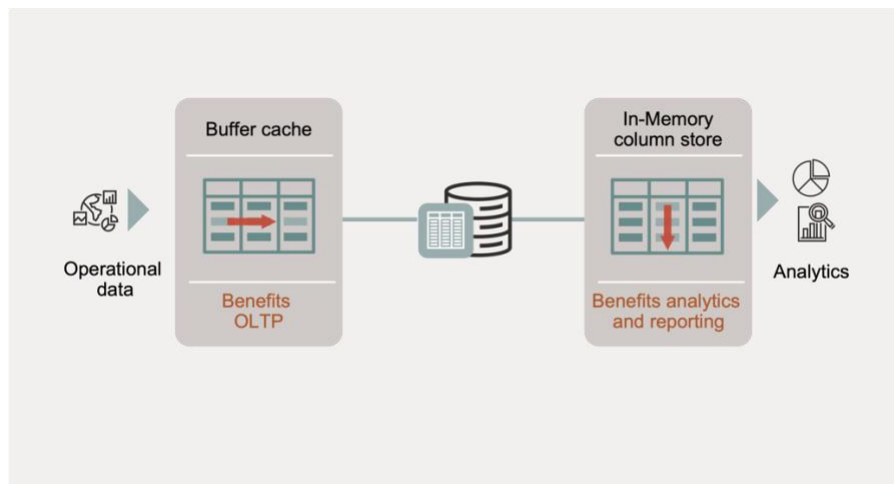 Operational
data
Buffer cache
Benefits
OLTP
In-Memory
column store
Benefits analytics
and reporting
Analytics